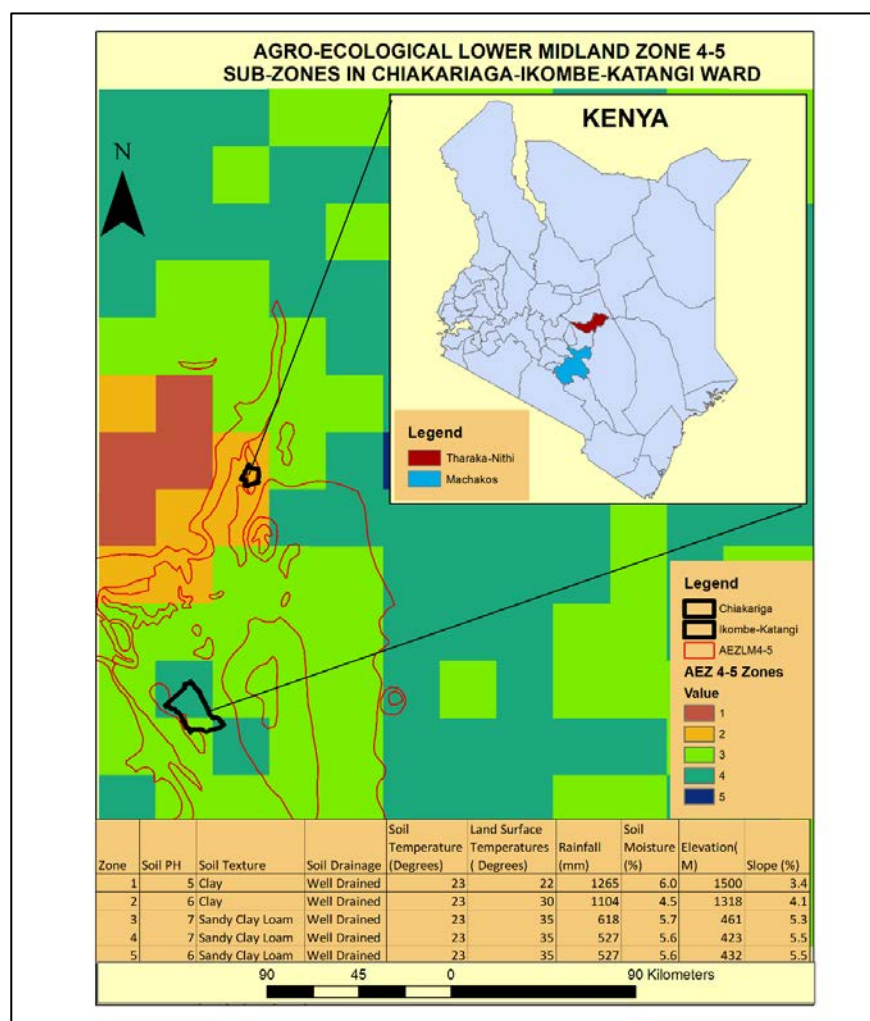 AGRO-ECOLOGICAL LOWER MIDLAND ZONE 4-5
SUB-ZONES IN CHIAKARIAGA-IKOMBE-KATANGI WARD
KENYA
N
Legend
Tharaka-Nithi
Machakos
Legend
Chiakariga
Ikombe-Katangi
AEZLM4-5
AEZ 4-5 Zones
Value
1
2
3
4
5
Zone Soil PH Soil Texture Soil Drainage Soil Temperature (Degrees) Land Surface Temperatures ( Degrees) Rainfall (mm) Soil Moisture (%) Elevation( M) Slope (%)
1 5 Clay Well Drained 23 22 1265 6.0 1500 3.4
2 6 Clay Well Drained 23 30 1104 4.5 1318 4.1
3 7 Sandy Clay Loam Well Drained 23 35 618 5.7 461 5.3
4 7 Sandy Clay Loam Well Drained 23 35 527 5.6 423 5.5
5 6 Sandy Clay Loam Well Drained 23 35 527 5.6 432 5.5
90 45 0 90 Kilometers